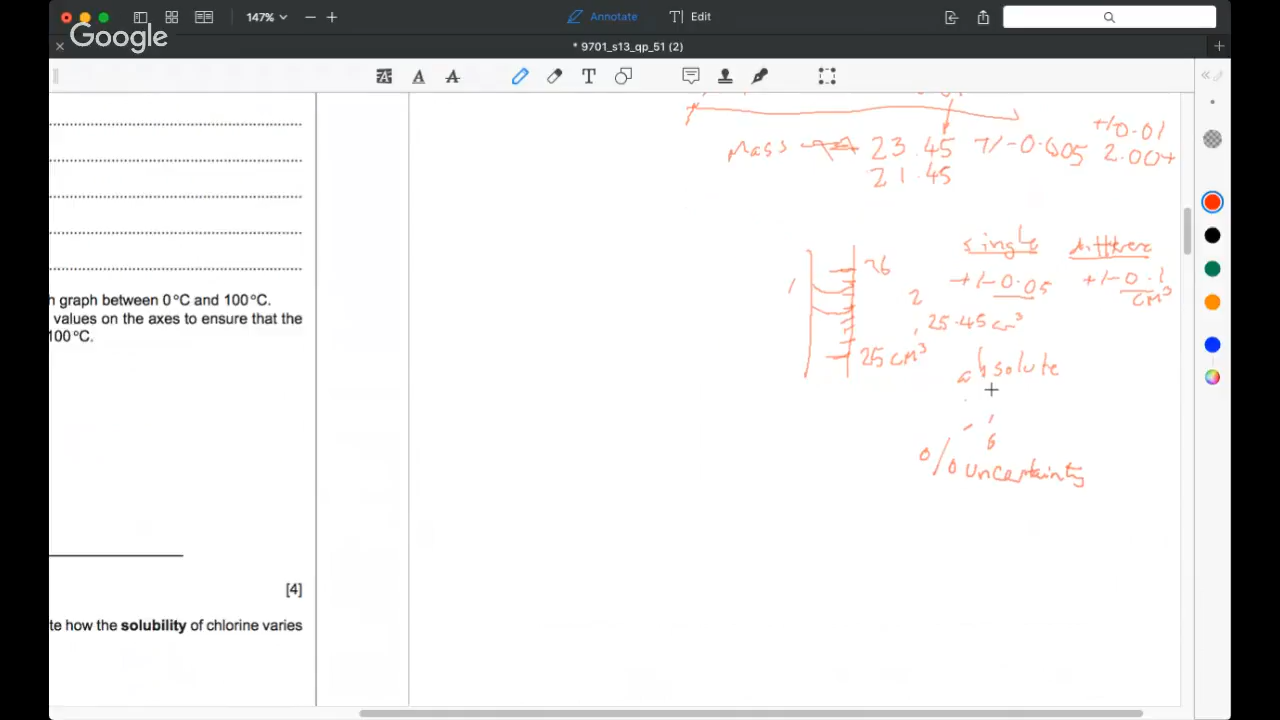 147%
Annotate
Edit
Google
* 9701_s13_qp_51 (2)
Mass 23.45 +/-0.005
+/0.01
2.00+
21.45
single
difference
26
+/-0.05
+/-0.1
cm³
2
25.45 cm³
25 cm³
absolute
% uncertainty
h graph between 0 °C and 100 °C.
values on the axes to ensure that the
100 °C.
[4]
te how the solubility of chlorine varies